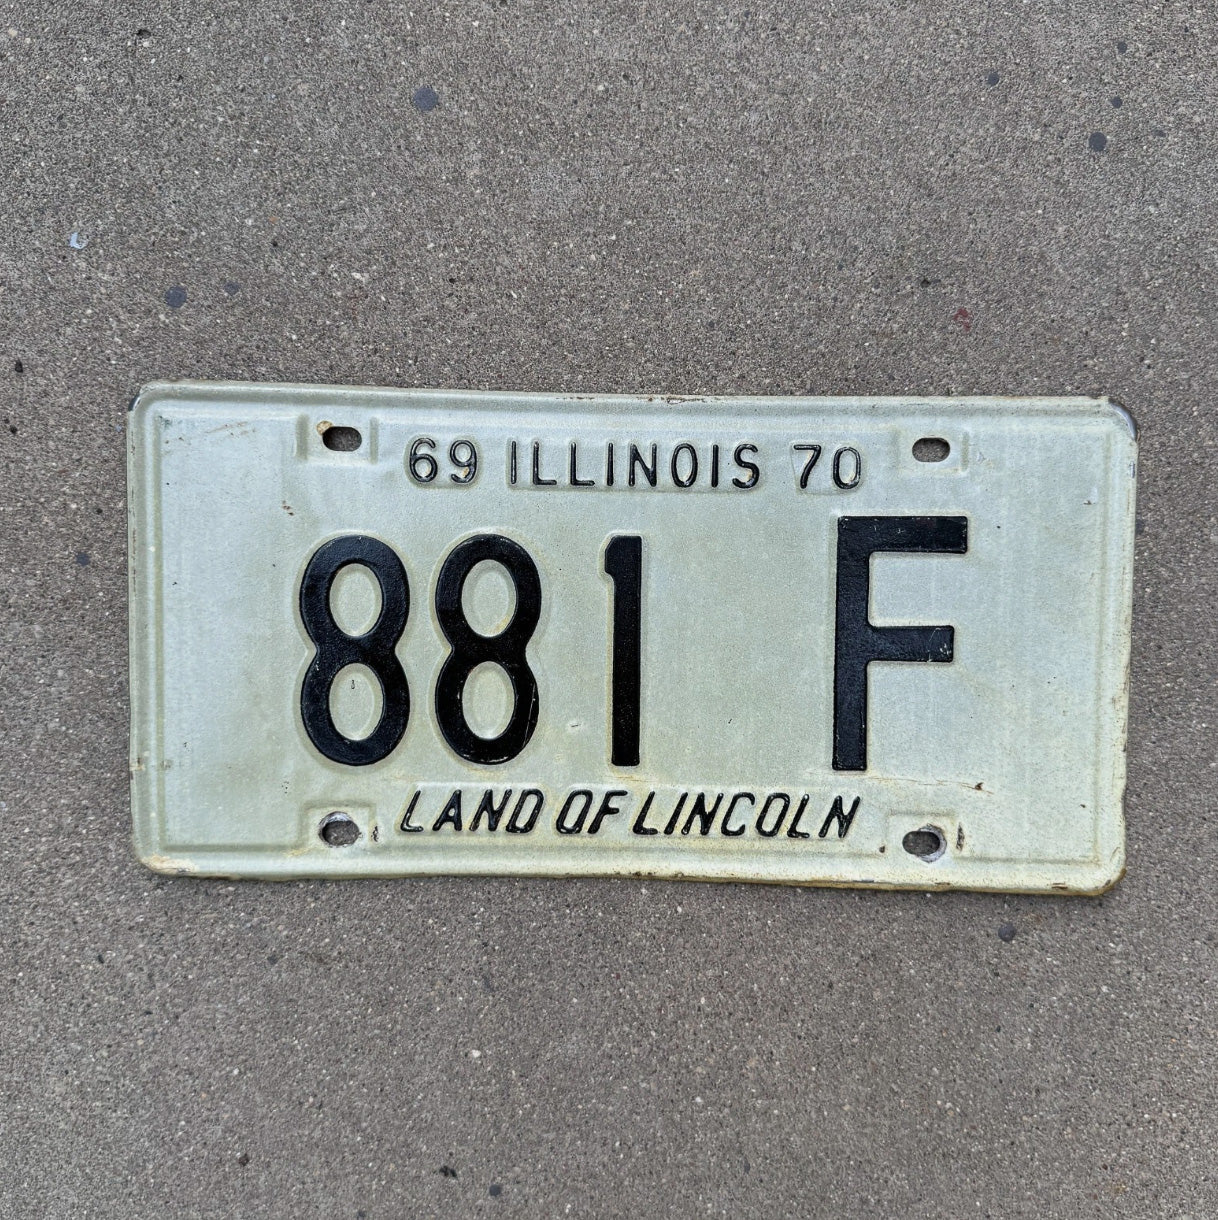 69 ILLINOIS 70
881 F
LAND OF LINCOLN